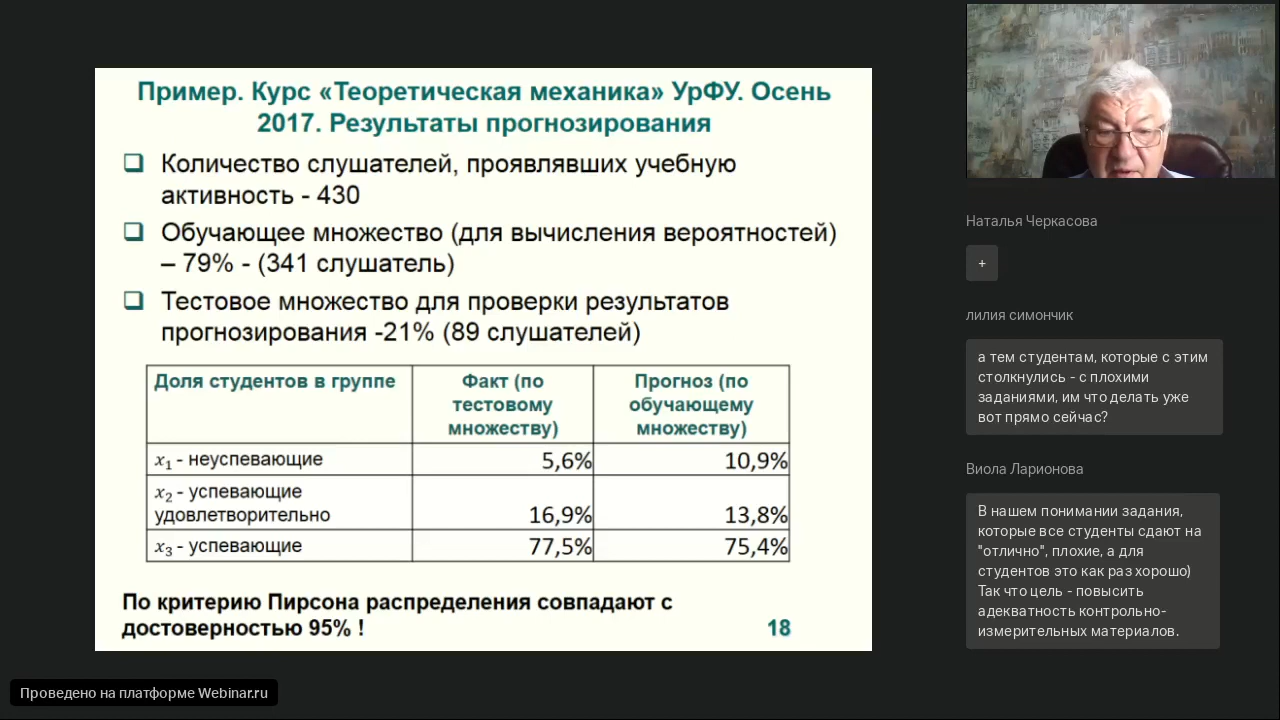 Пример. Курс «Теоретическая механика» УрФУ. Осень
2017. Результаты прогнозирования
Количество слушателей, проявлявших учебную
активность - 430
Обучающее множество (для вычисления вероятностей)
– 79% - (341 слушатель)
Тестовое множество для проверки результатов
прогнозирования -21% (89 слушателей)
Доля студентов в группе
Факт (по
тестовому
множеству)
Прогноз (по
обучающему
множеству)
x₁ - неуспевающие
5,6%
10,9%
x₂ - успевающие
удовлетворительно
16,9%
13,8%
x₃ - успевающие
77,5%
75,4%
По критерию Пирсона распределения совпадают с
достоверностью 95% !
18
Наталья Черкасова
+
лилия симончик
а тем студентам, которые с этим
столкнулись - с плохими
заданиями, им что делать уже
вот прямо сейчас?
Виола Ларионова
В нашем понимании задания,
которые все студенты сдают на
"отлично", плохие, а для
студентов это как раз хорошо)
Так что цель - повысить
адекватность контрольно-
измерительных материалов.
Проведено на платформе Webinar.ru